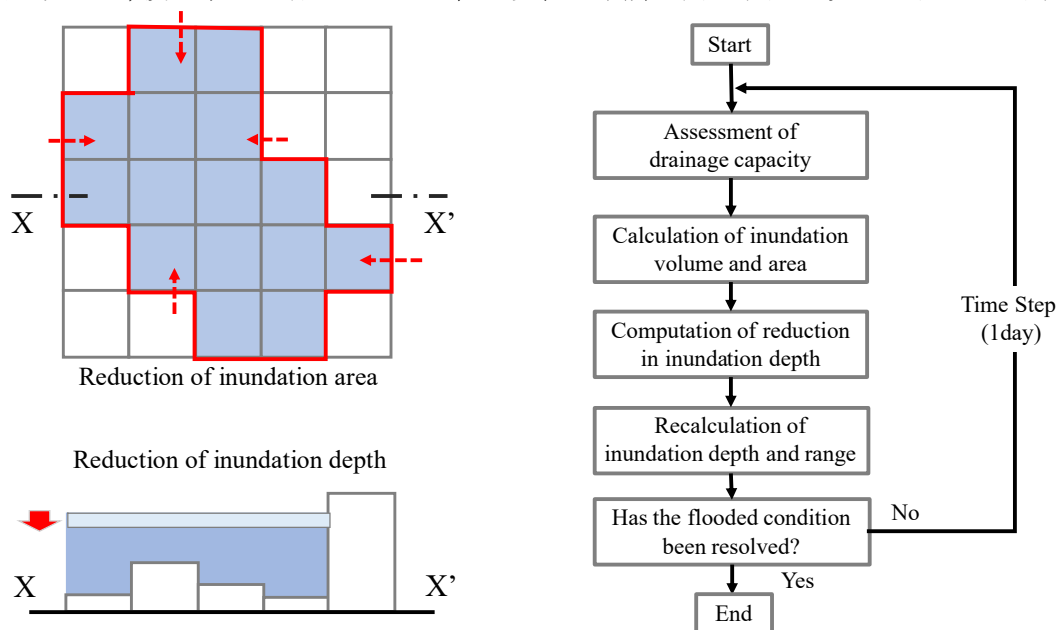 X
X'
Reduction of inundation area
Reduction of inundation depth
X
X'
Start
Assessment of
drainage capacity
Calculation of inundation
volume and area
Computation of reduction
in inundation depth
Recalculation of
inundation depth and range
Has the flooded condition
been resolved?
No
Yes
End
Time Step
(1day)